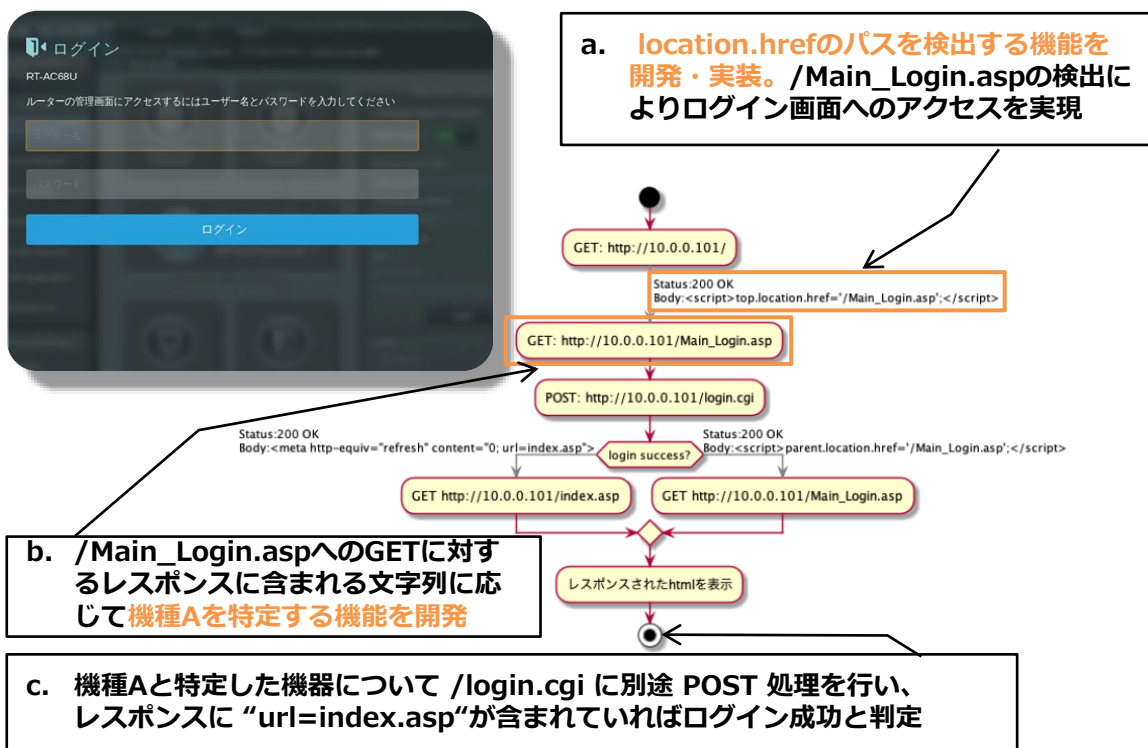 ログイン
RT-AC68U
ルーターの管理画面にアクセスするにはユーザー名とパスワードを入力してください
ユーザー名
パスワード
ログイン
a. location.hrefのパスを検出する機能を
開発・実装。/Main_Login.aspの検出に
よりログイン画面へのアクセスを実現
GET: http://10.0.0.101/
Status:200 OK
Body:<script>top.location.href='/Main_Login.asp';</script>
GET: http://10.0.0.101/Main_Login.asp
POST: http://10.0.0.101/login.cgi
Status:200 OK
Body:<meta http-equiv="refresh" content="0; url=index.asp">
login success?
Status:200 OK
Body:<script>parent.location.href='/Main_Login.asp';</script>
GET http://10.0.0.101/index.asp
GET http://10.0.0.101/Main_Login.asp
レスポンスされたhtmlを表示
b. /Main_Login.aspへのGETに対す
るレスポンスに含まれる文字列に応
じて機種Aを特定する機能を開発
c. 機種Aと特定した機器について /login.cgi に別途 POST 処理を行い、
レスポンスに “url=index.asp“が含まれていればログイン成功と判定